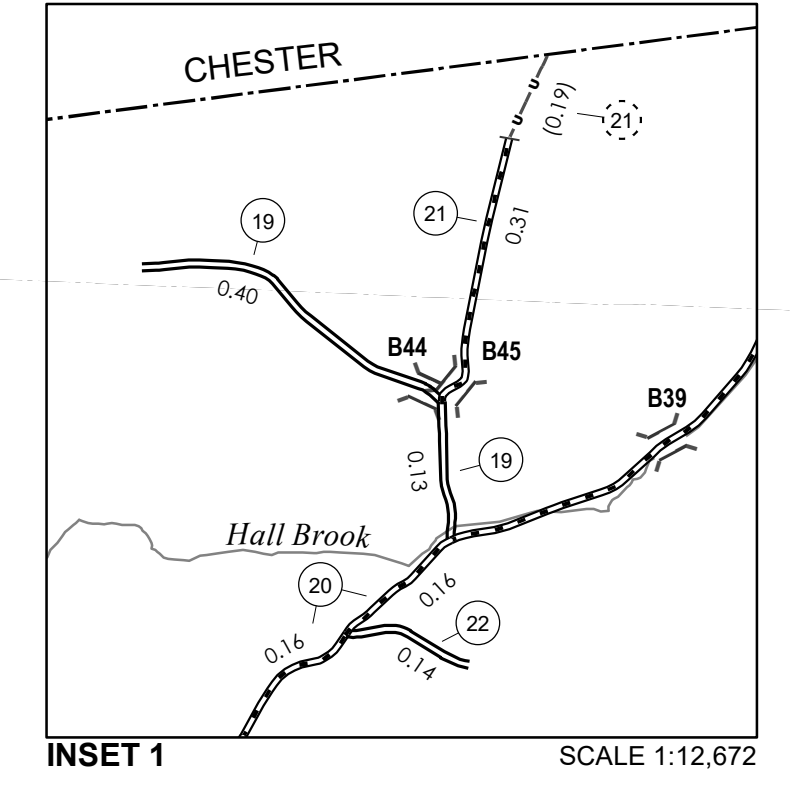 CHESTER
(0.19)
21
21
0.31
19
0.40
B44
B45
B39
0.13
19
Hall Brook
20
0.16
22
0.16
0.14
INSET 1
SCALE 1:12,672